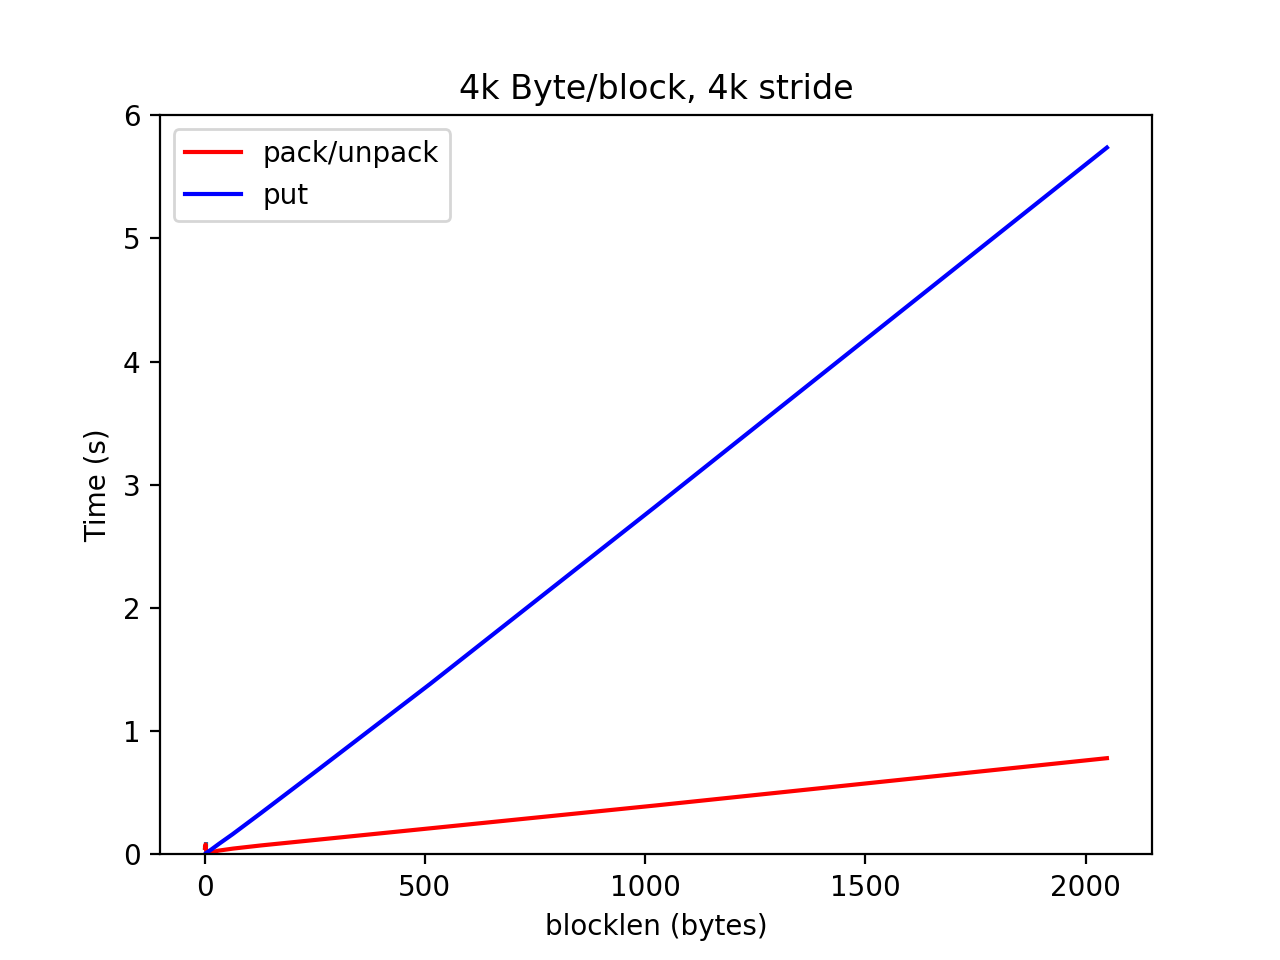 4k Byte/block, 4k stride
pack/unpack
put
6
5
4
3
2
1
0
Time (s)
0 500 1000 1500 2000
blocklen (bytes)